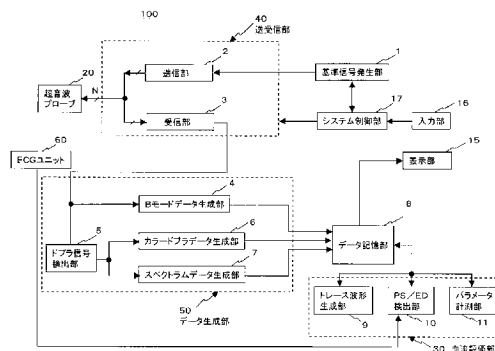 100
40
送受信部
2
送信部
1
基準信号発生部
20
超音波
プローブ
N
3
受信部
17
システム制御部
16
入力部
60
ECGユニット
15
表示部
4
Bモードデータ生成部
8
データ記憶部
5
ドプラ信号
検出部
6
カラードプラデータ生成部
7
スペクトラムデータ生成部
50
データ生成部
トレース波形
生成部
9
PS/ED
検出部
10
パラメータ
計測部
11
30